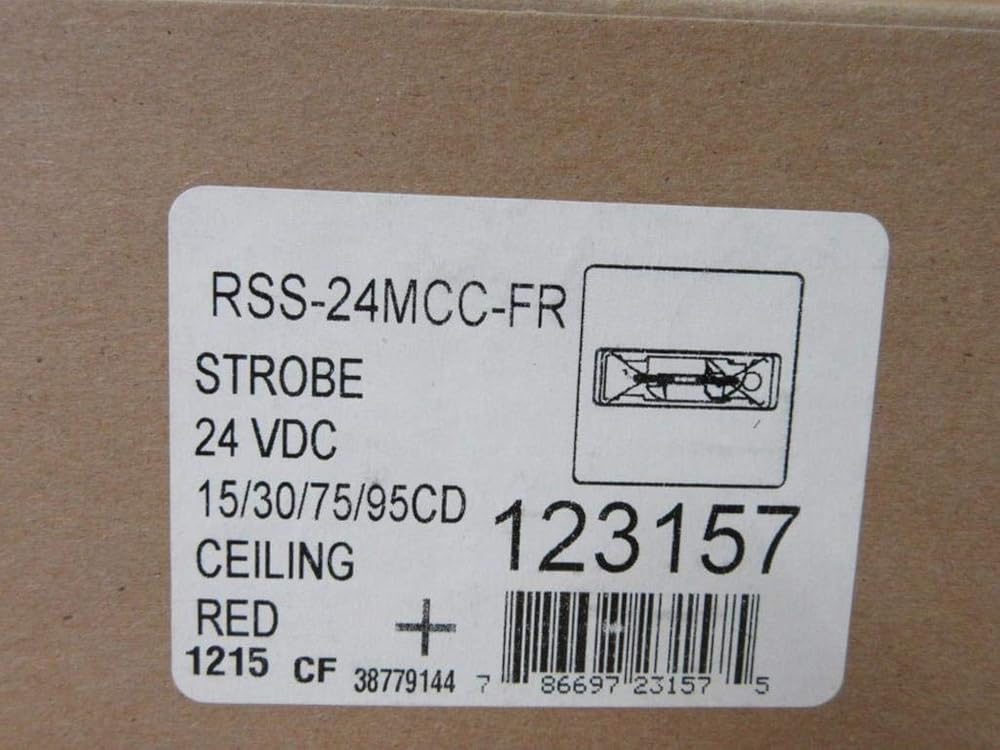 RSS-24MCC-FR
STROBE
24 VDC
15/30/75/95CD
CEILING
RED
123157
1215 CF 38779144
7 86697 23157 5